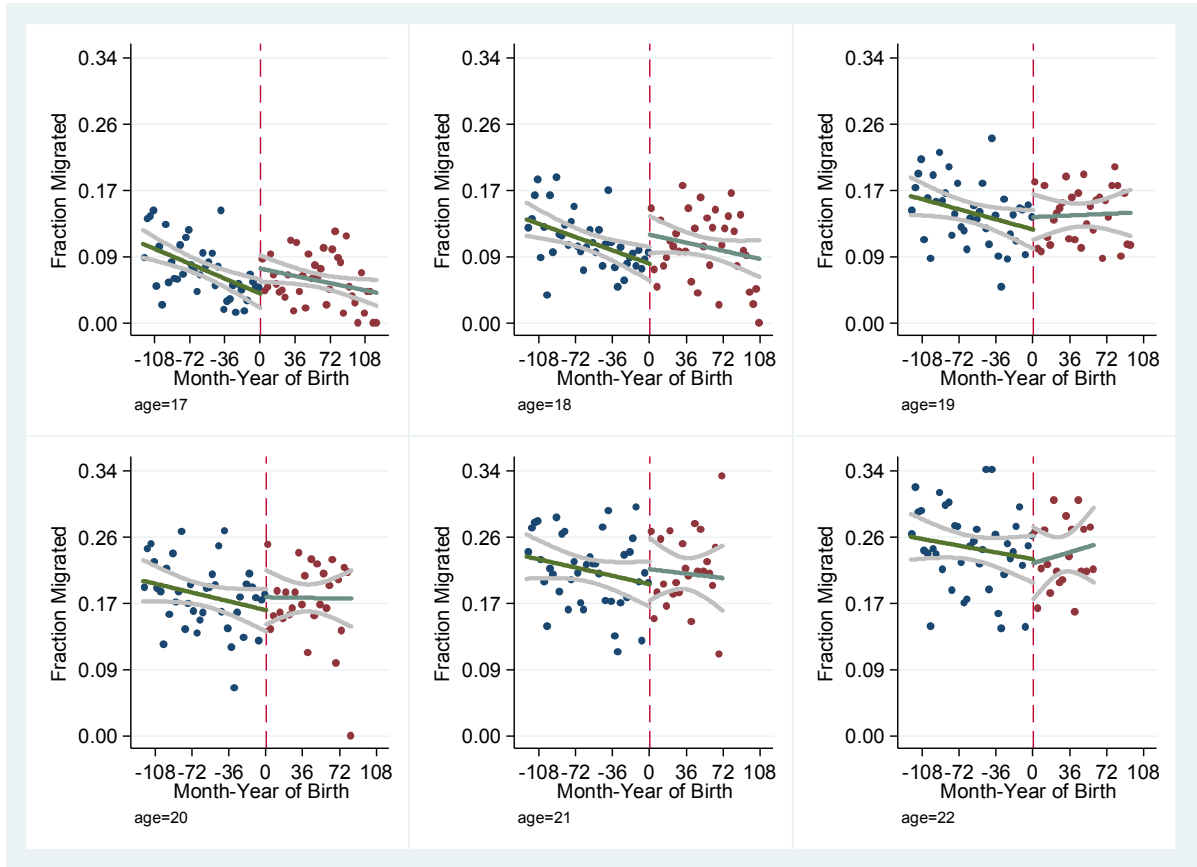 Fraction Migrated
0.34
0.26
0.17
0.09
0.00
-108 -72 -36 0 36 72 108
Month-Year of Birth
age=17
Fraction Migrated
0.34
0.26
0.17
0.09
0.00
-108 -72 -36 0 36 72 108
Month-Year of Birth
age=18
Fraction Migrated
0.34
0.26
0.17
0.09
0.00
-108 -72 -36 0 36 72 108
Month-Year of Birth
age=19
Fraction Migrated
0.34
0.26
0.17
0.09
0.00
-108 -72 -36 0 36 72 108
Month-Year of Birth
age=20
Fraction Migrated
0.34
0.26
0.17
0.09
0.00
-108 -72 -36 0 36 72 108
Month-Year of Birth
age=21
Fraction Migrated
0.34
0.26
0.17
0.09
0.00
-108 -72 -36 0 36 72 108
Month-Year of Birth
age=22